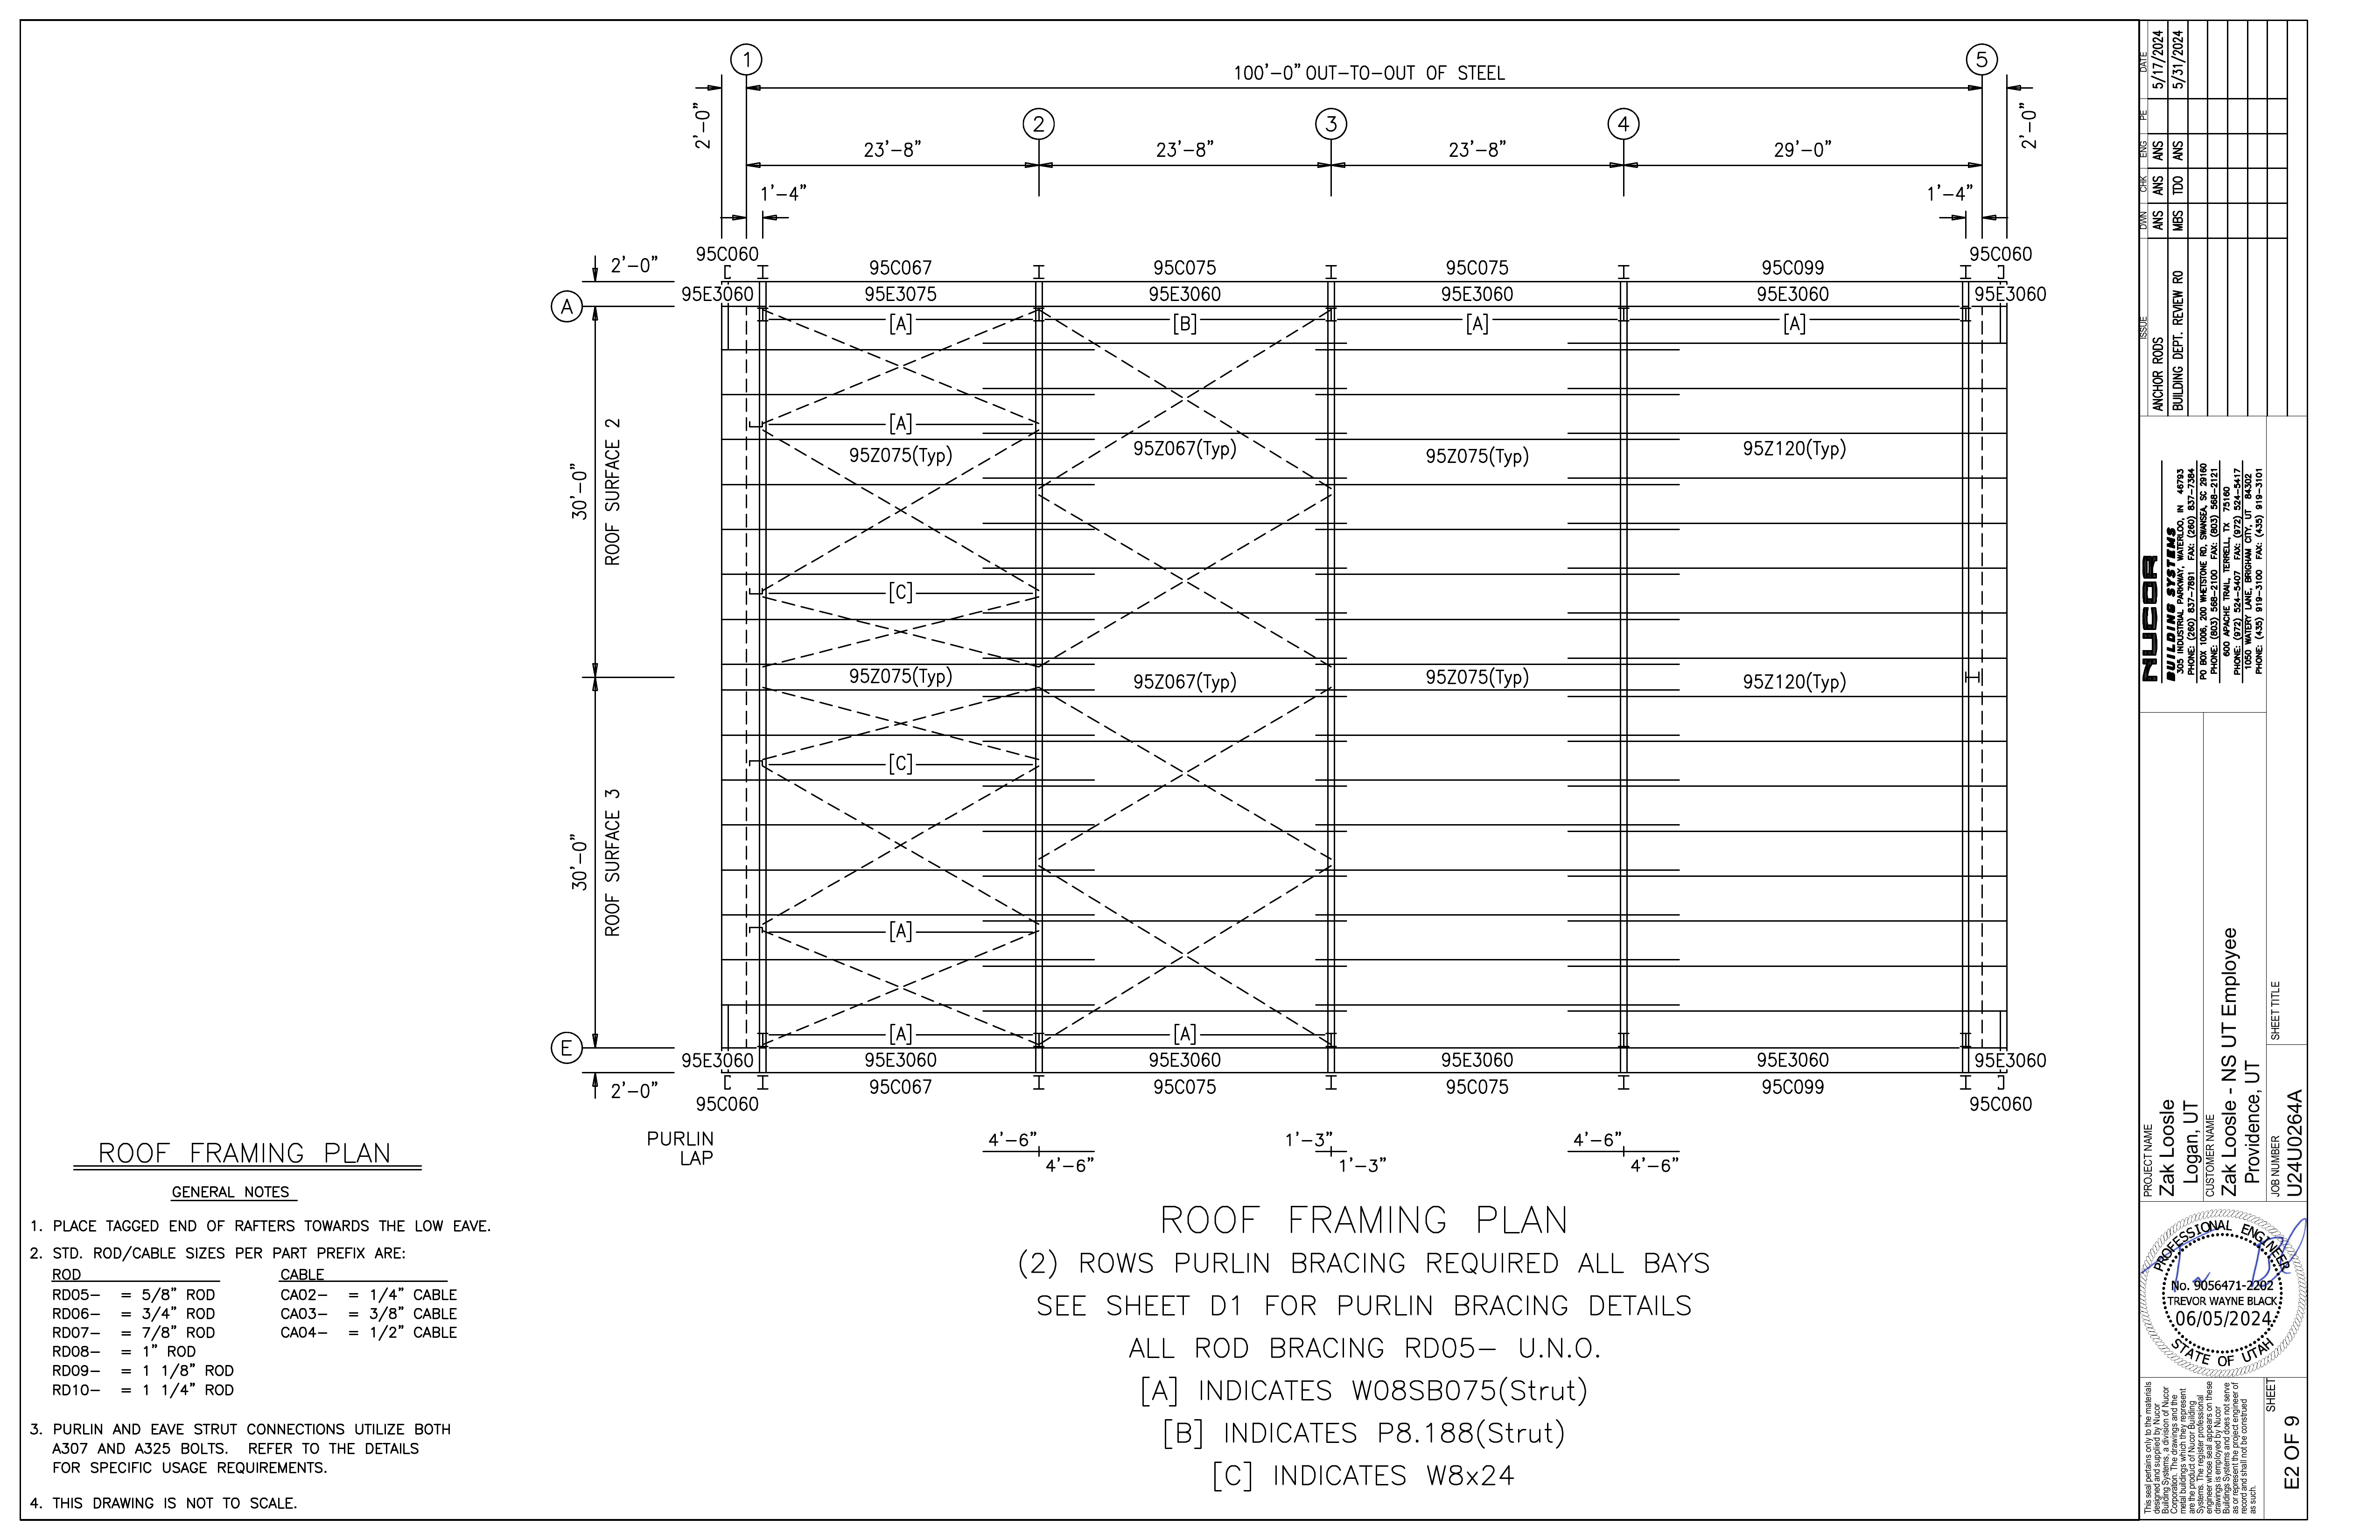 1
5
100'-0" OUT-TO-OUT OF STEEL
2'-0"
2'-0"
2
3
4
23'-8"
23'-8"
23'-8"
29'-0"
1'-4"
1'-4"
95C060
95C060
2'-0"
95C067
95C075
95C075
95C099
95E3060
95E3075
95E3060
95E3060
95E3060
95E3060
A
[A]
[B]
[A]
[A]
[A]
30'-0"
ROOF SURFACE 2
95Z075(Typ)
95Z067(Typ)
95Z075(Typ)
95Z120(Typ)
[C]
95Z075(Typ)
95Z067(Typ)
95Z075(Typ)
95Z120(Typ)
[C]
30'-0"
ROOF SURFACE 3
[A]
[A]
[A]
E
95E3060
95E3060
95E3060
95E3060
95E3060
95E3060
2'-0"
95C067
95C075
95C075
95C099
95C060
95C060
PURLIN
LAP
4'-6"
4'-6"
1'-3"
1'-3"
4'-6"
4'-6"
ROOF FRAMING PLAN
GENERAL NOTES
1. PLACE TAGGED END OF RAFTERS TOWARDS THE LOW EAVE.
2. STD. ROD/CABLE SIZES PER PART PREFIX ARE:
ROD CABLE
RD05- = 5/8" ROD CA02- = 1/4" CABLE
RD06- = 3/4" ROD CA03- = 3/8" CABLE
RD07- = 7/8" ROD CA04- = 1/2" CABLE
RD08- = 1" ROD
RD09- = 1 1/8" ROD
RD10- = 1 1/4" ROD
3. PURLIN AND EAVE STRUT CONNECTIONS UTILIZE BOTH
A307 AND A325 BOLTS. REFER TO THE DETAILS
FOR SPECIFIC USAGE REQUIREMENTS.
4. THIS DRAWING IS NOT TO SCALE.
ROOF FRAMING PLAN
(2) ROWS PURLIN BRACING REQUIRED ALL BAYS
SEE SHEET D1 FOR PURLIN BRACING DETAILS
ALL ROD BRACING RD05- U.N.O.
[A] INDICATES W08SB075(Strut)
[B] INDICATES P8.188(Strut)
[C] INDICATES W8x24
ISSUE DWN CHK ENG PE DATE
ANCHOR RODS ANS ANS ANS 5/17/2024
BUILDING DEPT. REVIEW R0 MBS TDO ANS 5/31/2024
NUCOR
BUILDING SYSTEMS
305 INDUSTRIAL PARKWAY, WATERLOO, IN 46793
PHONE: (260) 837-7891 FAX: (260) 837-7384
PO BOX 1006, 200 WHETSTONE RD, SWANSEA, SC 29160
PHONE: (803) 568-2100 FAX: (803) 568-2121
600 APACHE TRAIL, TERRELL, TX 75160
PHONE: (972) 524-5407 FAX: (972) 524-5417
1050 WATERY LANE, BRIGHAM CITY, UT 84302
PHONE: (435) 919-3100 FAX: (435) 919-3101
PROJECT NAME
Zak Loosle
Logan, UT
CUSTOMER NAME
Zak Loosle - NS UT Employee
Providence, UT
JOB NUMBER
U24U0264A
SHEET TITLE
PROFESSIONAL ENGINEER
No. 9056471-2202
TREVOR WAYNE BLACK
06/05/2024
STATE OF UTAH
This seal pertains only to the materials
designed and supplied by Nucor
Building Systems, a division of Nucor
Corporation. The drawings and the
metal buildings which they represent
are the product of Nucor Building
Systems. The register professional
engineer whose seal appears on these
drawings is employed by Nucor
Buildings Systems and does not serve
as or represent the project engineer of
record and shall not be construed
as such.
SHEET
E2 OF 9